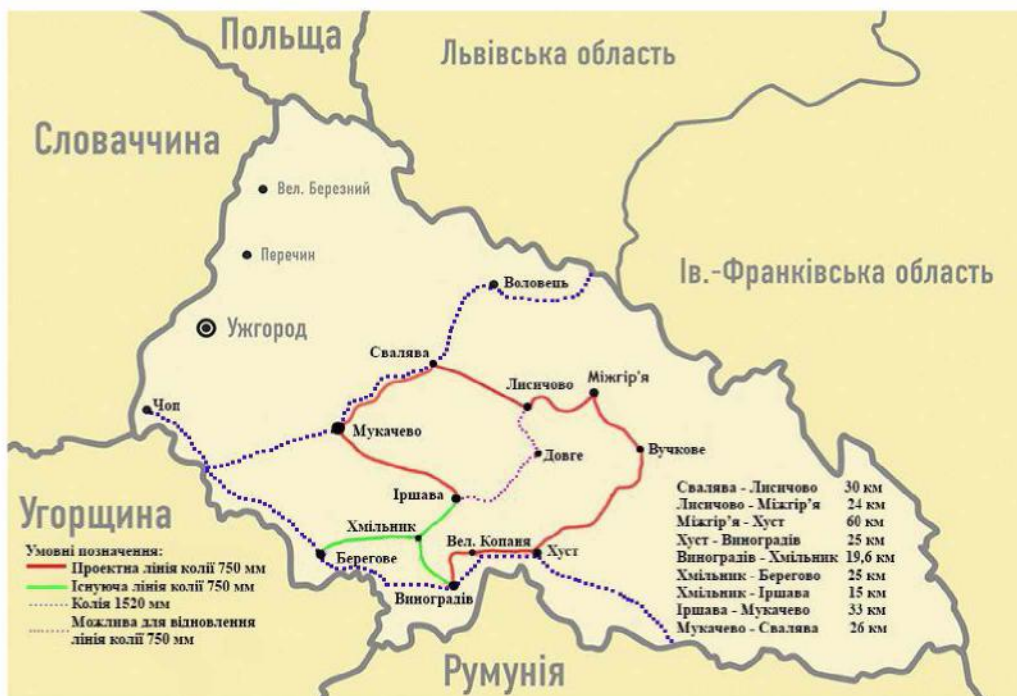 Польща
Львівська область
Словаччина
Вел. Березний
Перечин
Ів.-Франківська область
Воловець
Ужгород
Свалява
Лисичово
Міжгір'я
Чоп
Мукачево
Довге
Вучкове
Іршава
Угорщина
Хмільник
Вел. Копаня
Берегове
Хуст
Виноградів
Румунія
Умовні позначення:
Проектна лінія колії 750 мм
Існуюча лінія колії 750 мм
Колія 1520 мм
Можлива для відновлення
лінія колії 750 мм
Свалява - Лисичово 30 км
Лисичово - Міжгір'я 24 км
Міжгір'я - Хуст 60 км
Хуст - Виноградів 25 км
Виноградів - Хмільник 19,6 км
Хмільник - Берегово 25 км
Хмільник - Іршава 15 км
Іршава - Мукачево 33 км
Мукачево - Свалява 26 км